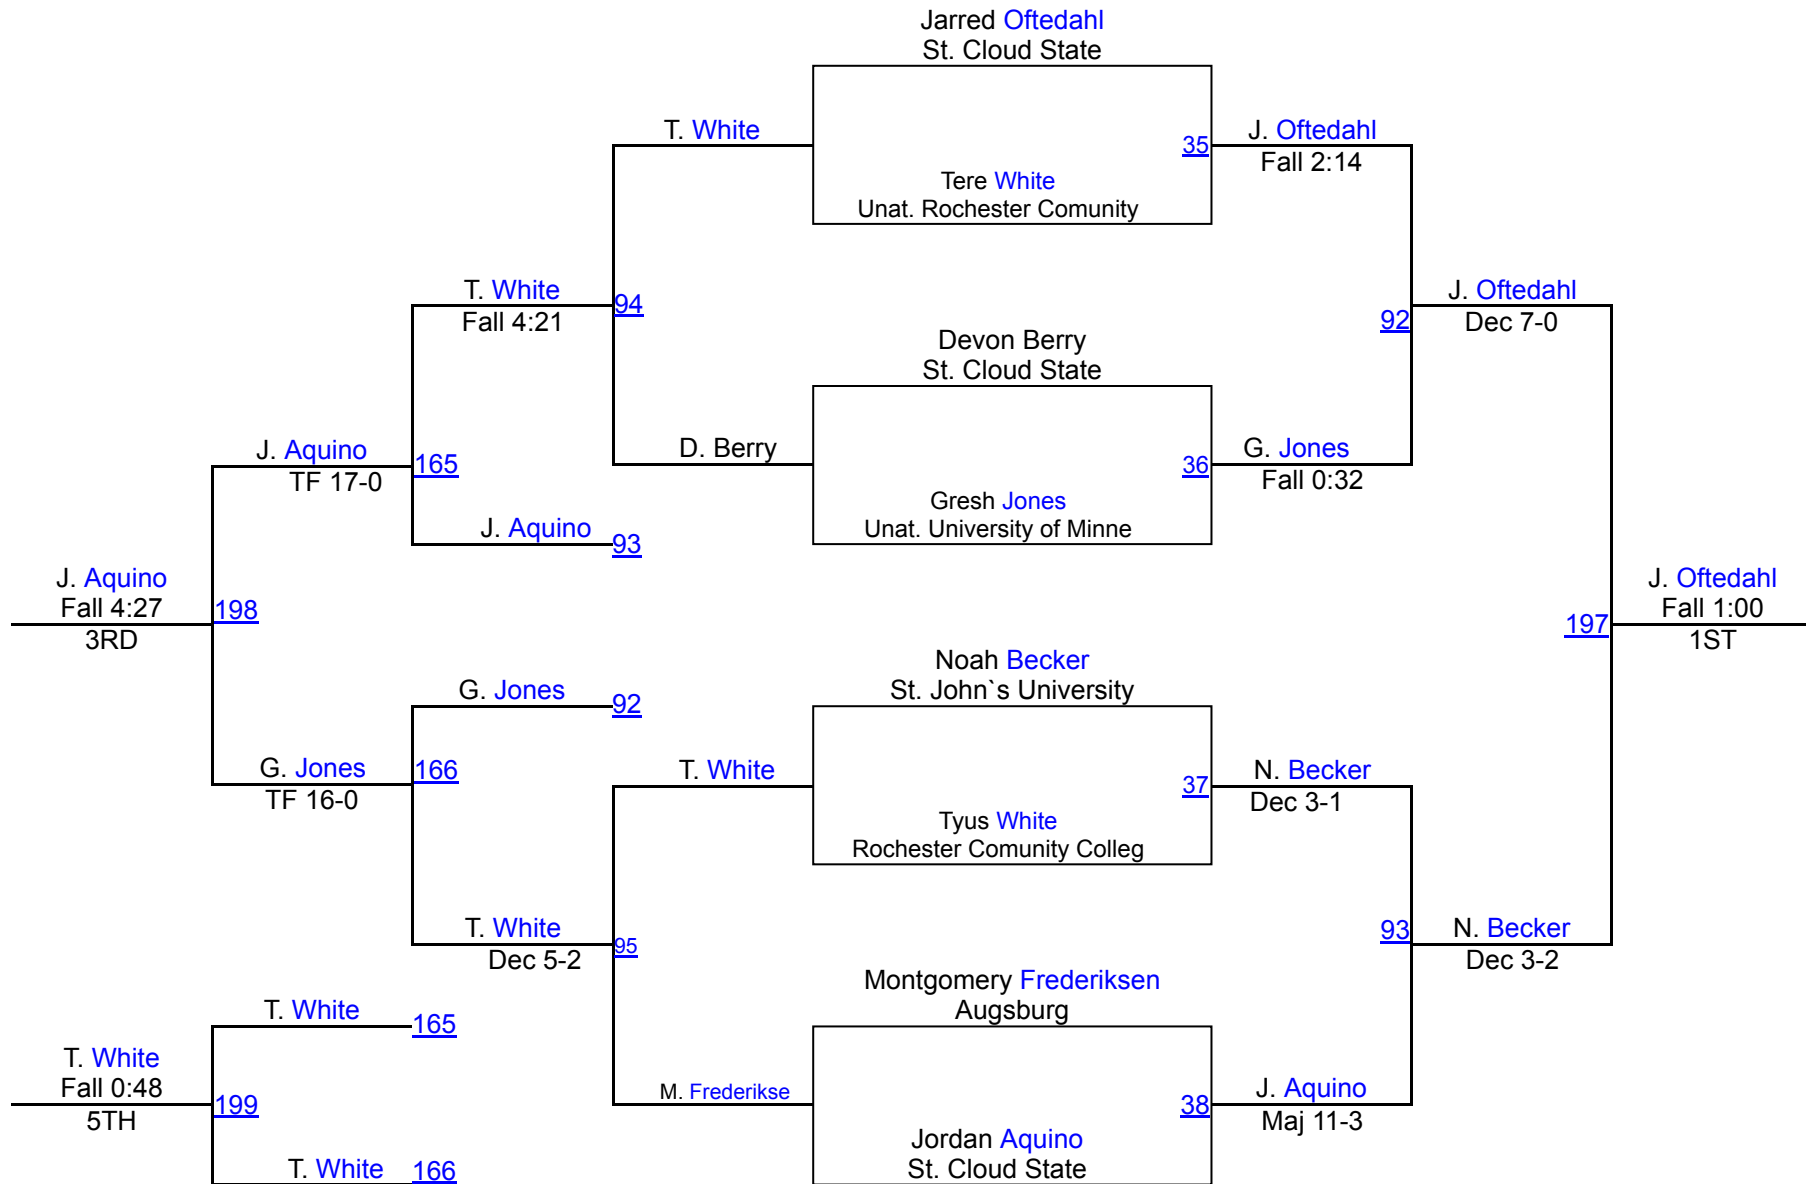 Jarred Oftedahl
St. Cloud State
T. White
35
J. Oftedahl
Fall 2:14
Tere White
Unat. Rochester Comunity
T. White
Fall 4:21
94
92
J. Oftedahl
Dec 7-0
Devon Berry
St. Cloud State
J. Aquino
TF 17-0
165
D. Berry
36
G. Jones
Fall 0:32
Gresh Jones
Unat. University of Minne
J. Aquino
93
J. Aquino
Fall 4:27
3RD
198
197
J. Oftedahl
Fall 1:00
1ST
Noah Becker
St. John`s University
G. Jones
92
G. Jones
TF 16-0
166
T. White
37
N. Becker
Dec 3-1
Tyus White
Rochester Comunity Colleg
T. White
Dec 5-2
95
93
N. Becker
Dec 3-2
Montgomery Frederiksen
Augsburg
T. White
165
T. White
Fall 0:48
5TH
199
M. Frederikse
38
J. Aquino
Maj 11-3
Jordan Aquino
St. Cloud State
T. White
166